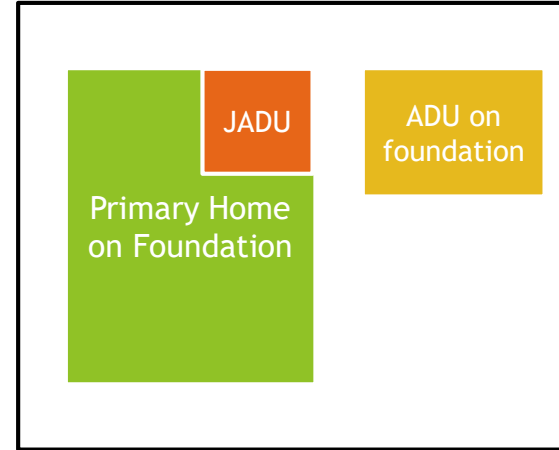 JADU
ADU on
foundation
Primary Home
on Foundation